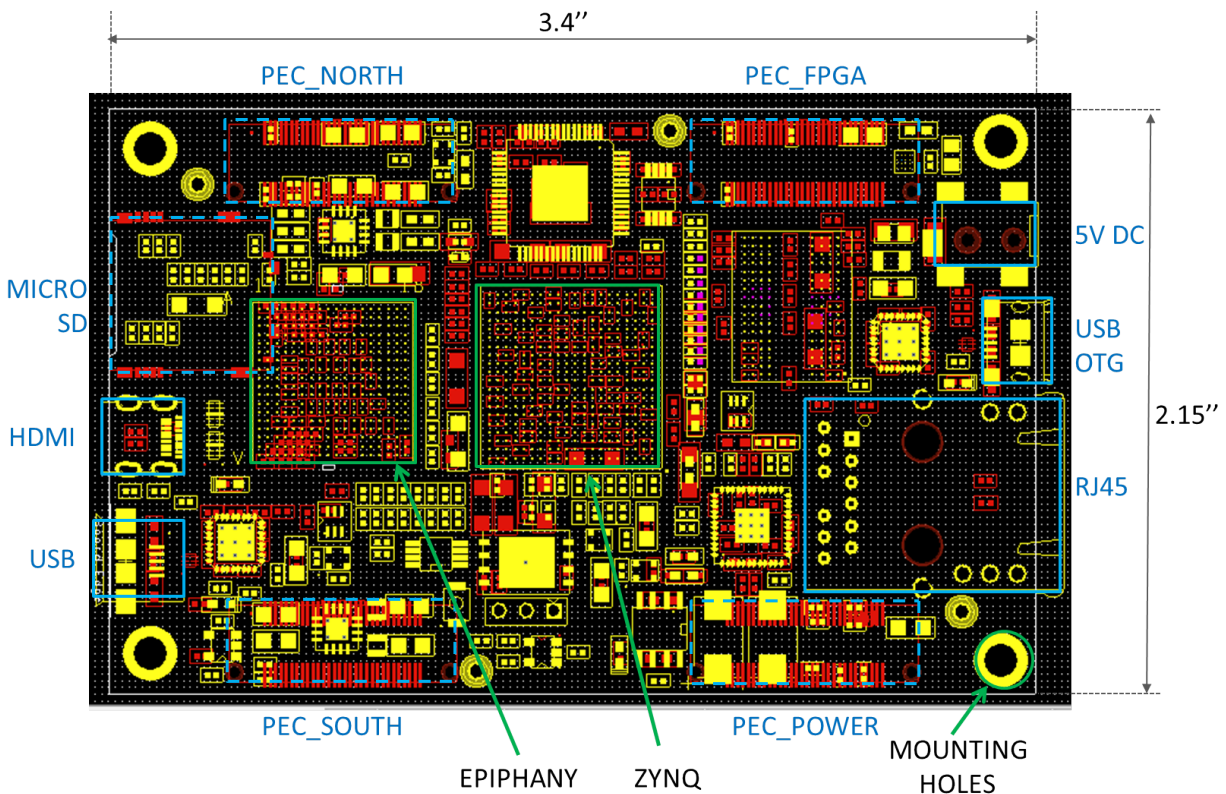 3.4’’
PEC_NORTH
PEC_FPGA
5V DC
MICRO
SD
USB
OTG
2.15’’
HDMI
RJ45
USB
PEC_SOUTH
PEC_POWER
EPIPHANY
ZYNQ
MOUNTING
HOLES